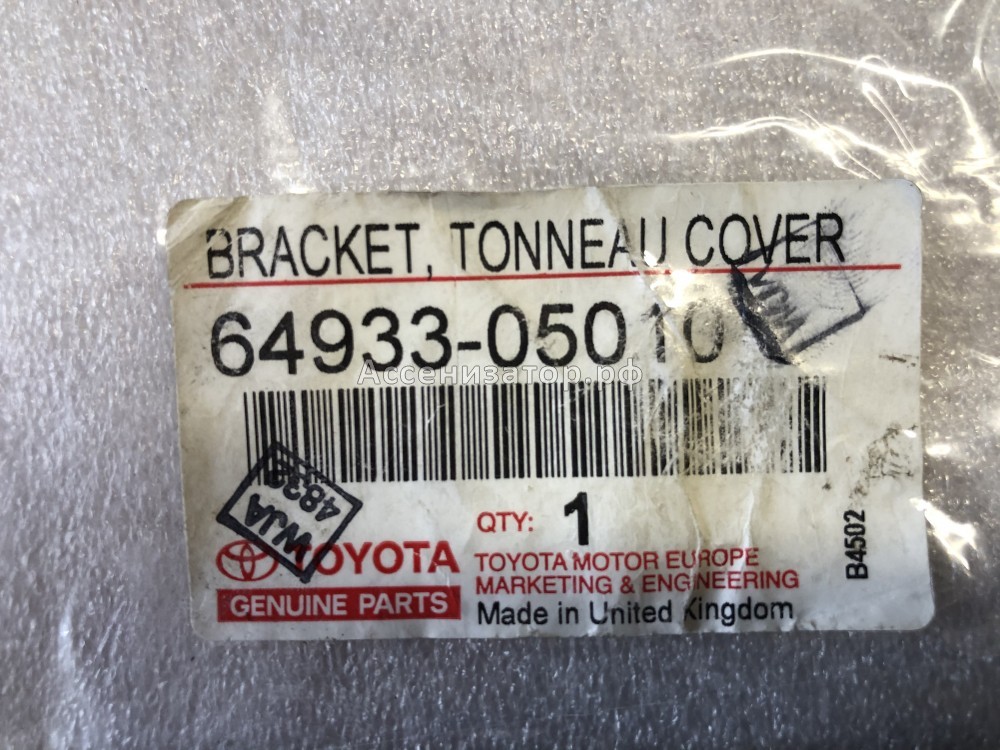 BRACKET, TONNEAU COVER
64933-05010
Ассенизатор.рф
WJA
WJA
QTY: 1
B4502
TOYOTA
GENUINE PARTS
TOYOTA MOTOR EUROPE
MARKETING & ENGINEERING
Made in United Kingdom